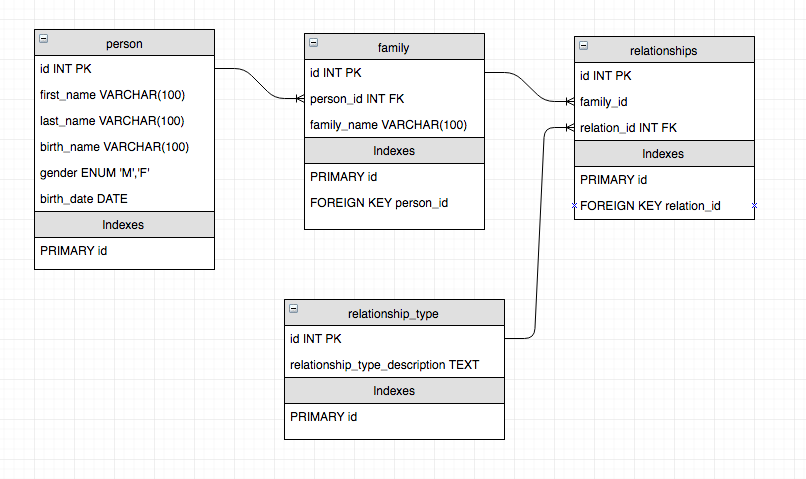 person
id INT PK
first_name VARCHAR(100)
last_name VARCHAR(100)
birth_name VARCHAR(100)
gender ENUM 'M','F'
birth_date DATE
Indexes
PRIMARY id
family
id INT PK
person_id INT FK
family_name VARCHAR(100)
Indexes
PRIMARY id
FOREIGN KEY person_id
relationships
id INT PK
family_id
relation_id INT FK
Indexes
PRIMARY id
FOREIGN KEY relation_id
relationship_type
id INT PK
relationship_type_description TEXT
Indexes
PRIMARY id